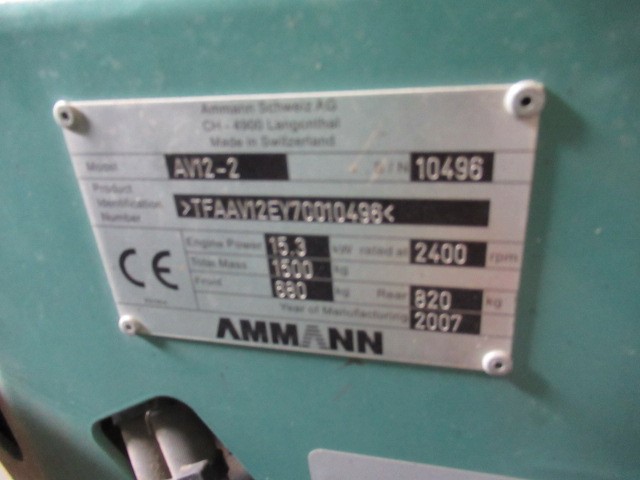 Ammann Schweiz AG
CH - 4900 Langenthal
Made in Switzerland
Model AV12-2 S / N 10496
Product
Identification >TFAAV12EY70010496<
Number
CE Engine Power 15.3 kW rated at 2400 rpm
Total Mass 1500 kg
Front 680 kg Rear 820 kg
Year of Manufacturing 2007
AMMANN